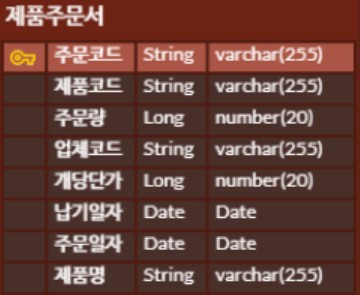 제품주문서
주문코드 String varchar(255)
제품코드 String varchar(255)
주문량 Long number(20)
업체코드 String varchar(255)
개당단가 Long number(20)
납기일자 Date Date
주문일자 Date Date
제품명 String varchar(255)